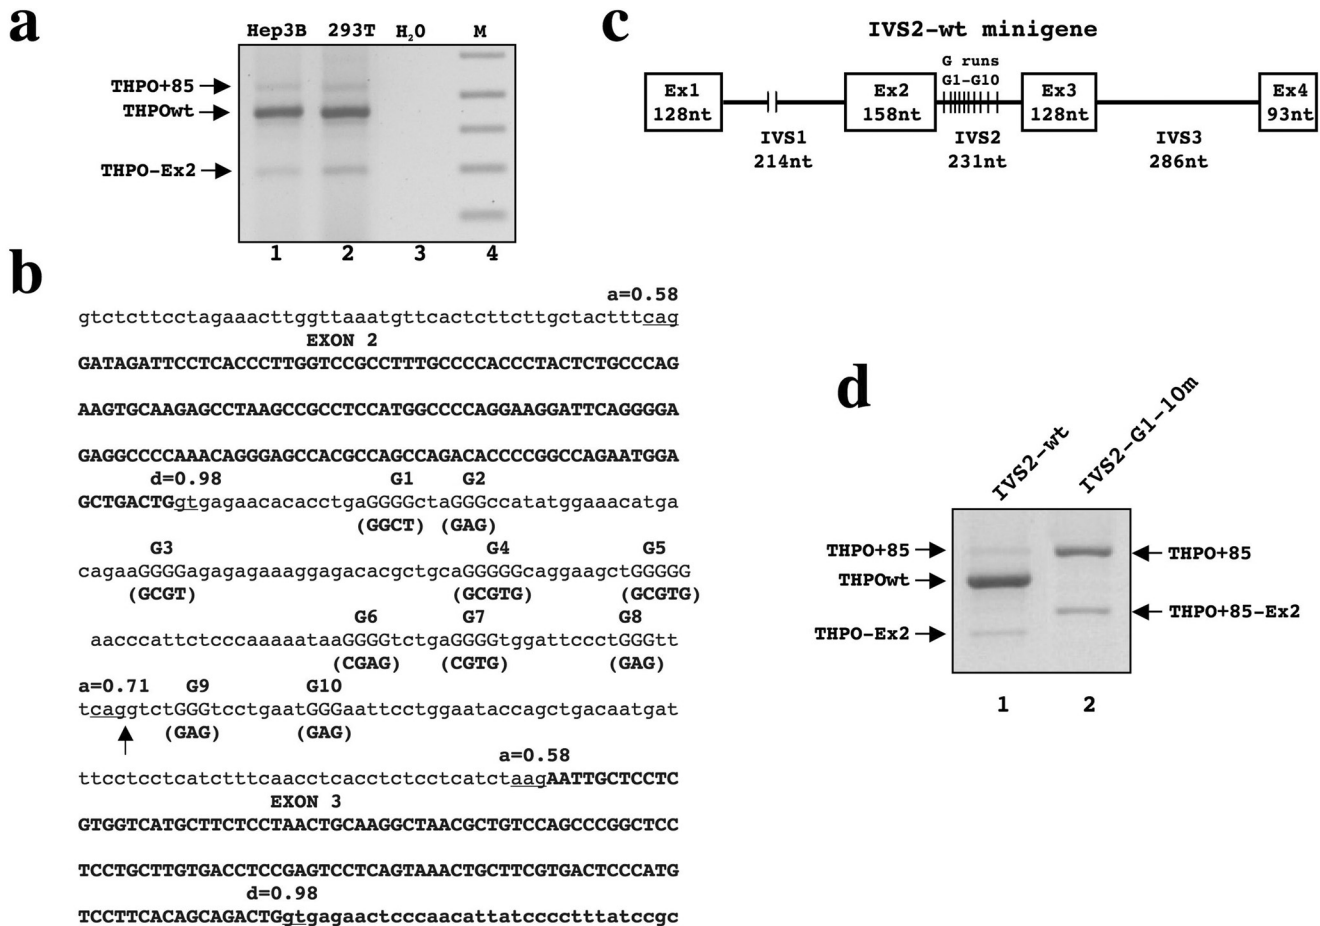 a
Hep3B 293T H2O M
THPO+85
THPOwt
THPO-Ex2
1 2 3 4
b
a=0.58
gtctcttcctagaaacttggttaaatgttcactcttcttgctactttcag
EXON 2
GATAGATTCCTCACCCTTGGTCCGCCTTTGCCCCACCCTACTCTGCCCAG
AAGTGCAAGAGCCTAAGCCGCCTCCATGGCCCCAGGAAGGATTCAGGGGA
GAGGCCCCAAACAGGGAGCCACGCCAGCCAGACACCCCGGCCAGAATGGA
d=0.98 G1 G2
GCTGACTGgtgagaacacacctgaGGGGctaGGGccatatggaaacatga
(GGCT) (GAG)
G3 G4 G5
cagaaGGGGagagagaaaggagacacgctgcaGGGGGcaggaagctGGGGG
(GCGT) (GCGTG) (GCGTG)
G6 G7 G8
aacccattctcccaaaaataaGGGGtctgaGGGGtggattccctGGGtt
(CGAG) (CGTG) (GAG)
a=0.71 G9 G10
tcaggtctGGGtcctgaatGGGaattcctggaataccagctgacaatgat
(GAG) (GAG)
a=0.58
ttcctcctcatctttcaacctcacctctcctcatctaagAATTGCTCCTC
EXON 3
GTGGTCATGCTTCTCCTAACTGCAAGGCTAACGCTGTCCAGCCCGGCTCC
TCCTGCTTGTGACCTCCGAGTCCTCAGTAAACTGCTTCGTGACTCCCATG
d=0.98
TCCTTCACAGCAGACTGgtgagaactcccaacattatcccctttatccgc
c
IVS2-wt minigene
G runs
G1-G10
Ex1 Ex2 Ex3 Ex4
128nt 158nt 128nt 93nt
IVS1 IVS2 IVS3
214nt 231nt 286nt
d
IVS2-wt IVS2-G1-10m
THPO+85 THPO+85
THPOwt
THPO+85-Ex2
THPO-Ex2
1 2